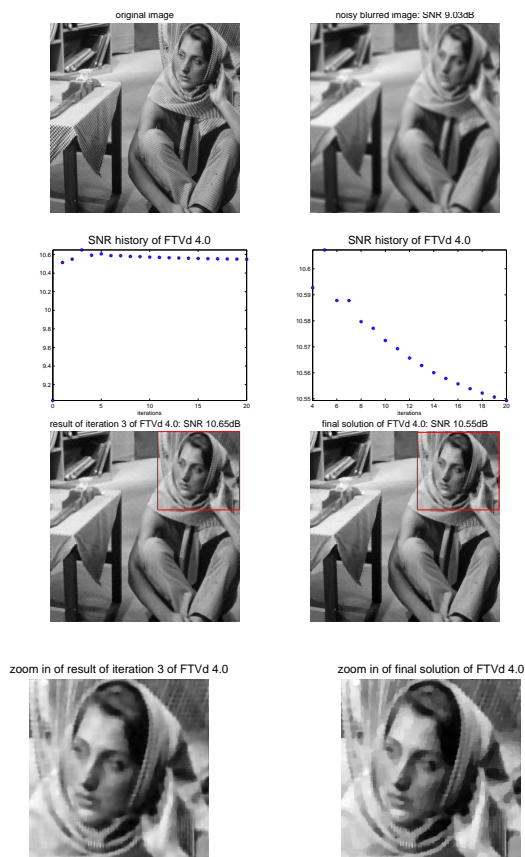 original image
noisy blurred image: SNR 9.03dB
SNR history of FTVd 4.0
10.6
10.4
10.2
10
9.8
9.6
9.4
9.2
0
5
10
15
20
iterations
SNR history of FTVd 4.0
10.6
10.59
10.58
10.57
10.56
10.55
4
6
8
10
12
14
16
18
20
iterations
result of iteration 3 of FTVd 4.0: SNR 10.65dB
final solution of FTVd 4.0: SNR 10.55dB
zoom in of result of iteration 3 of FTVd 4.0
zoom in of final solution of FTVd 4.0